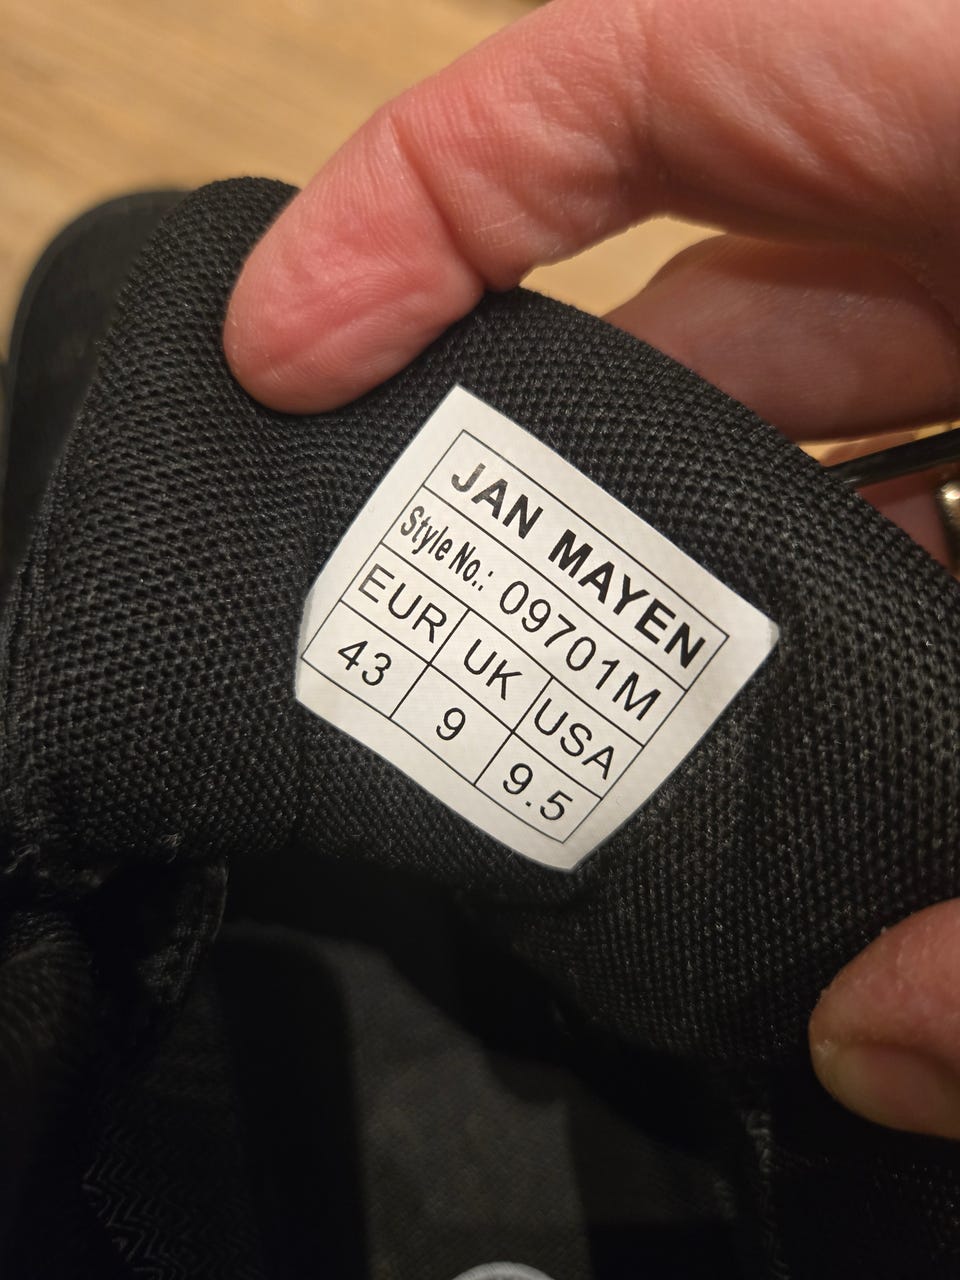 JAN MAYEN
Style No.: 09701M
EUR UK USA
43 9 9.5